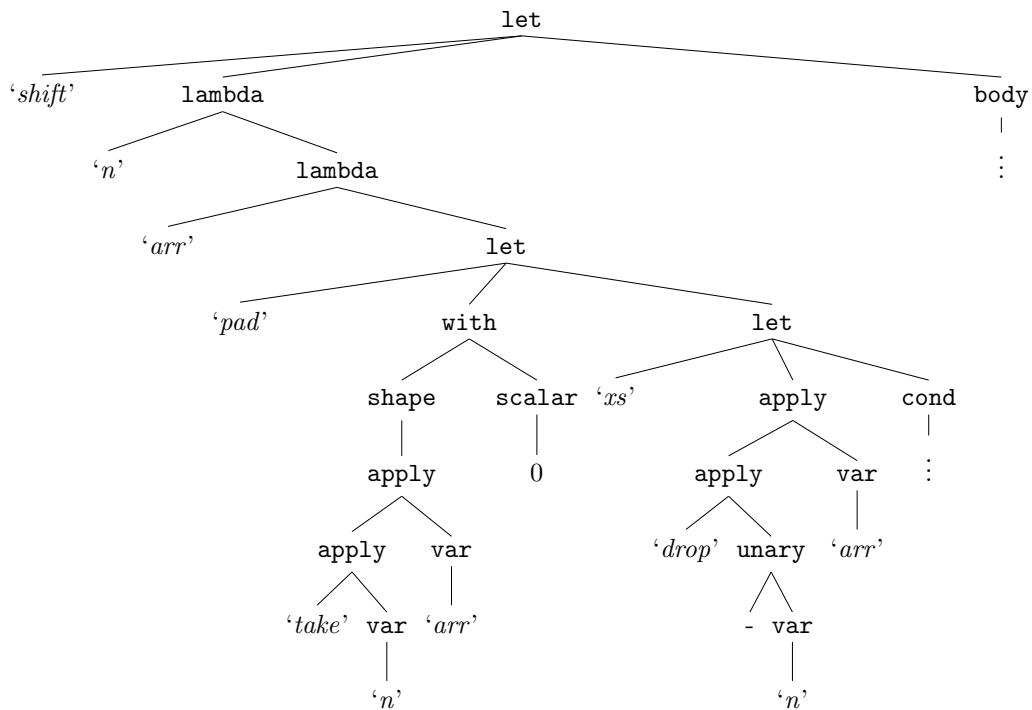 let
‘shift’ lambda body
‘n’ lambda ⋮
‘arr’ let
‘pad’ with let
shape scalar ‘xs’ apply cond
apply 0 apply var ⋮
apply var ‘drop’ unary ‘arr’
‘take’ var ‘arr’ - var
‘n’ ‘n’